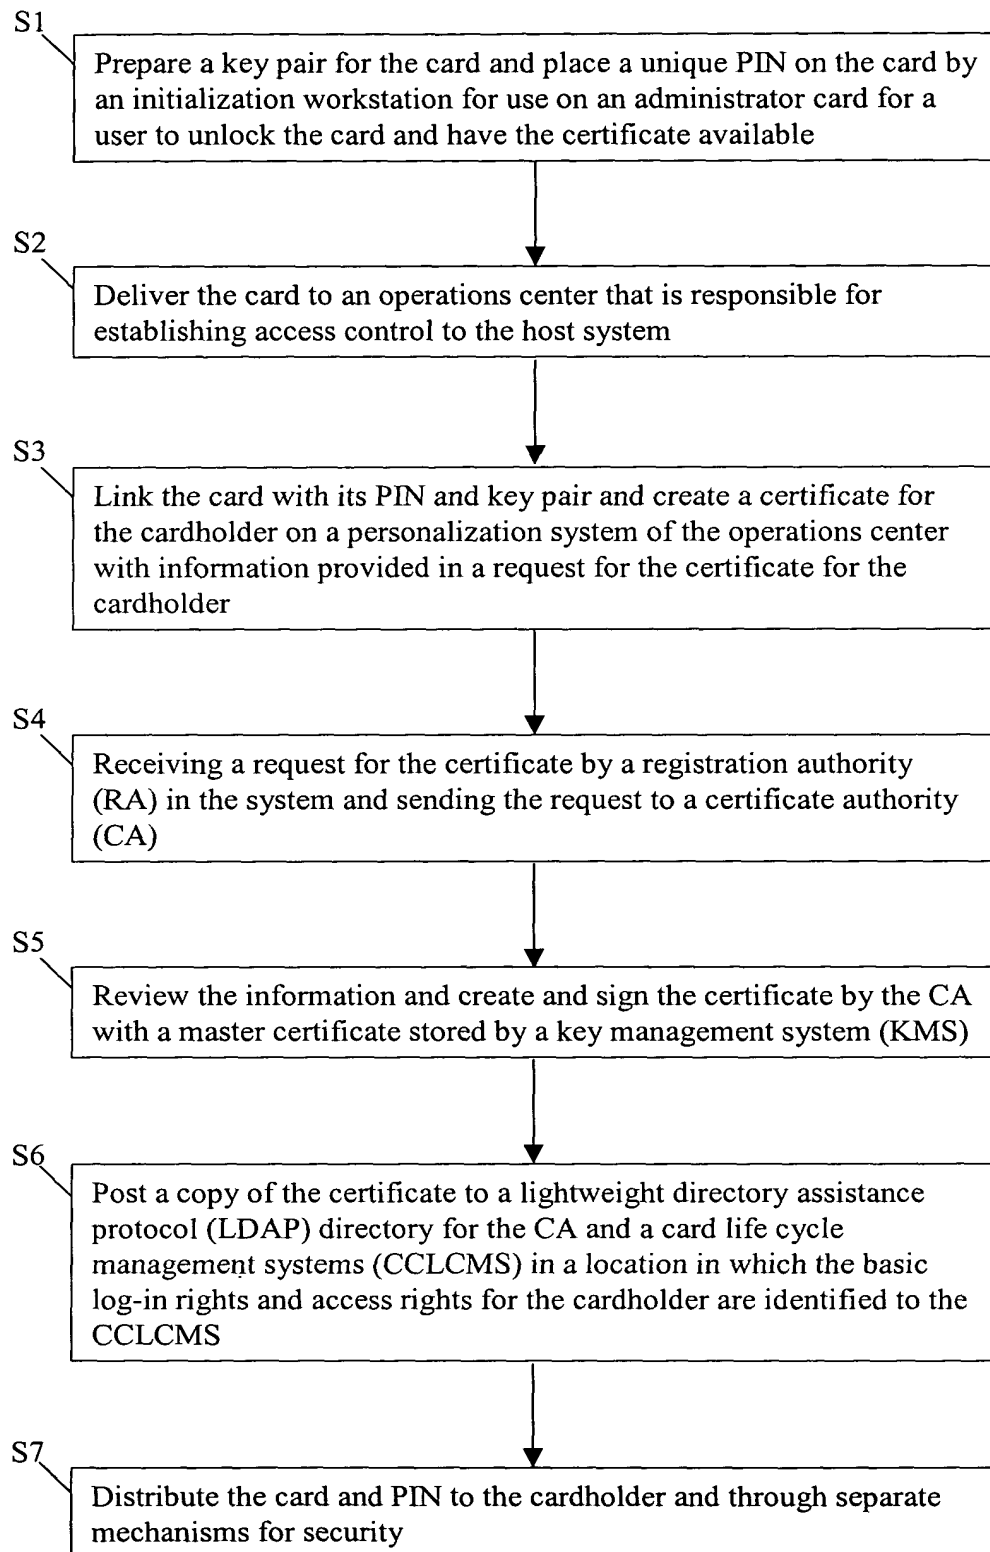 S1
Prepare a key pair for the card and place a unique PIN on the card by
an initialization workstation for use on an administrator card for a
user to unlock the card and have the certificate available
S2
Deliver the card to an operations center that is responsible for
establishing access control to the host system
S3
Link the card with its PIN and key pair and create a certificate for
the cardholder on a personalization system of the operations center
with information provided in a request for the certificate for the
cardholder
S4
Receiving a request for the certificate by a registration authority
(RA) in the system and sending the request to a certificate authority
(CA)
S5
Review the information and create and sign the certificate by the CA
with a master certificate stored by a key management system (KMS)
S6
Post a copy of the certificate to a lightweight directory assistance
protocol (LDAP) directory for the CA and a card life cycle
management systems (CCLCMS) in a location in which the basic
log-in rights and access rights for the cardholder are identified to the
CCLCMS
S7
Distribute the card and PIN to the cardholder and through separate
mechanisms for security